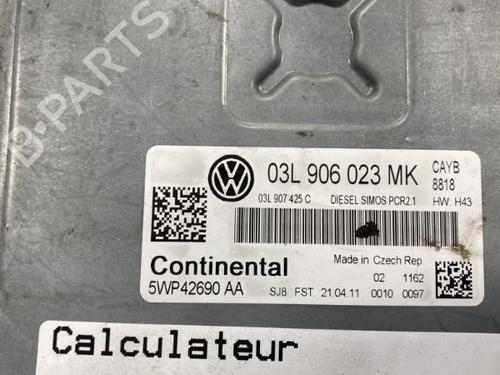 B-PARTS
03L 906 023 MK
CAYB
8818
03L 907 425 C DIESEL SIMOS PCR2.1 HW: H43
Continental
Made in Czech Rep.
02 1162
5WP42690 AA SJ8 FST 21.04.11 0010 0097
Calculateur